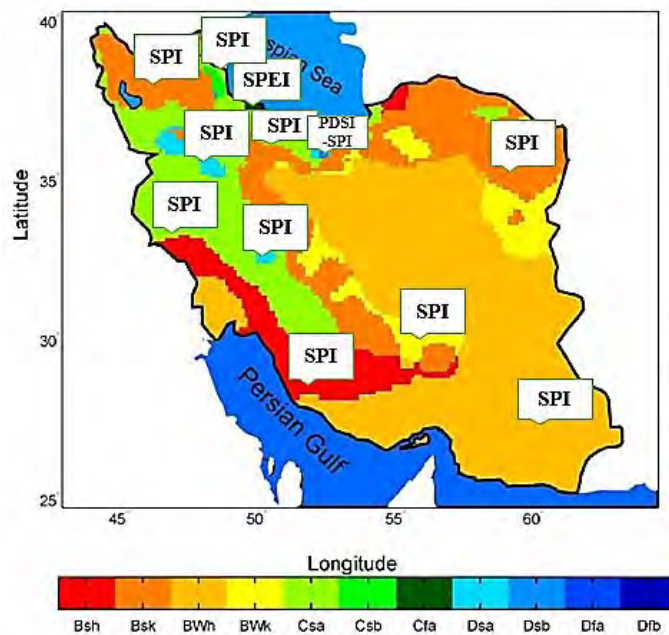 40°
35°
30°
25°
Latitude
SPI
SPI
spian Sea
SPEI
SPI
SPI
PDSI
-SPI
SPI
SPI
SPI
SPI
SPI
SPI
Persian Gulf
45°
50°
55°
60°
Longitude
Bsh Bsk BWh BWk Csa Csb Cfa Dsa Dsb Dfa Dfb